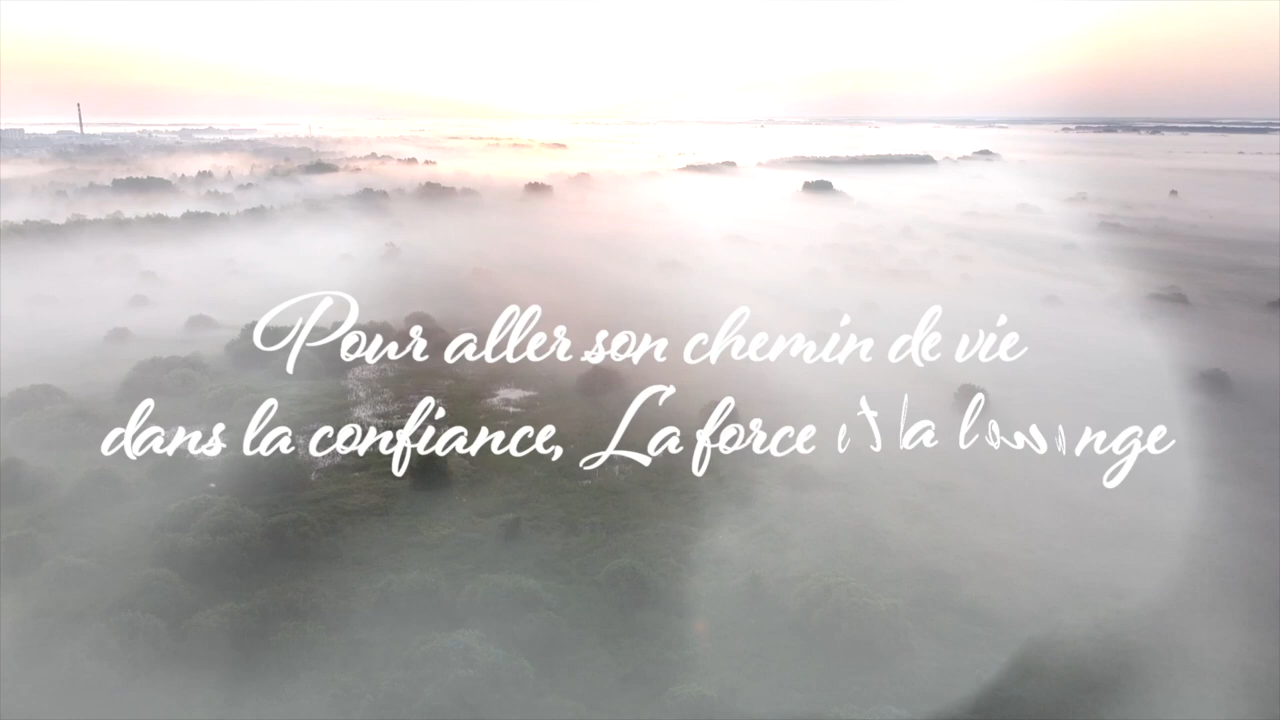 Pour aller son chemin de vie
dans la confiance, La force la